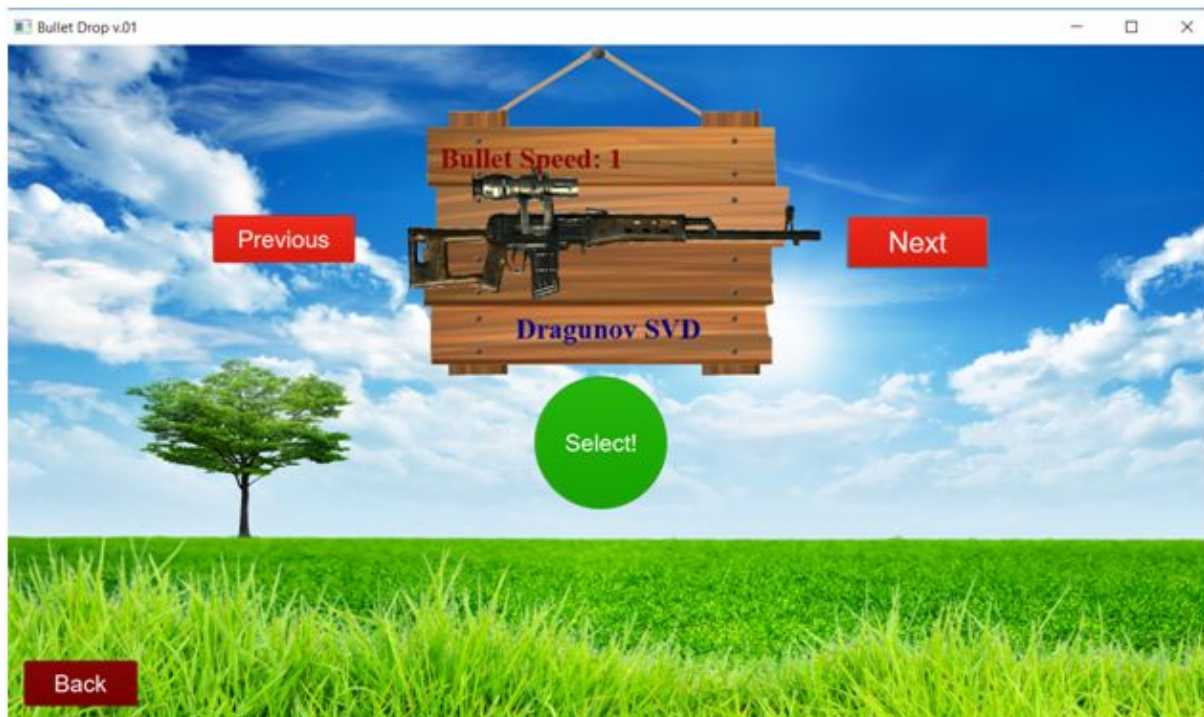 Bullet Drop v.01
Bullet Speed: 1
Previous
Next
Dragunov SVD
Select!
Back